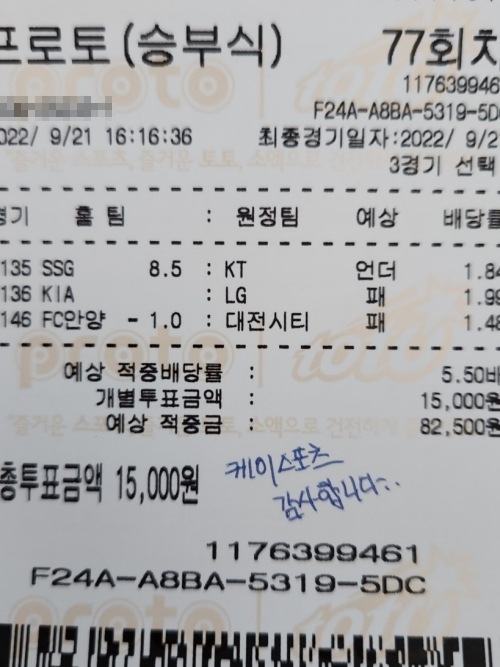 프로토(승부식) 77회차
1176399461
F24A-A8BA-5319-5DC
2022/ 9/21 16:16:36 최종경기일자:2022/ 9/2
3경기 선택
경기 홈 팀 : 원정팀 예상 배당률
135 SSG 8.5 : KT 언더 1.84
136 KIA : LG 패 1.99
146 FC안양 - 1.0 : 대전시티 패 1.48
예상 적중배당률 : 5.50배
개별투표금액 : 15,000원
예상 적중금 : 82,500원
총투표금액 15,000원
케이스포츠
감사합니다..
1176399461
F24A-A8BA-5319-5DC